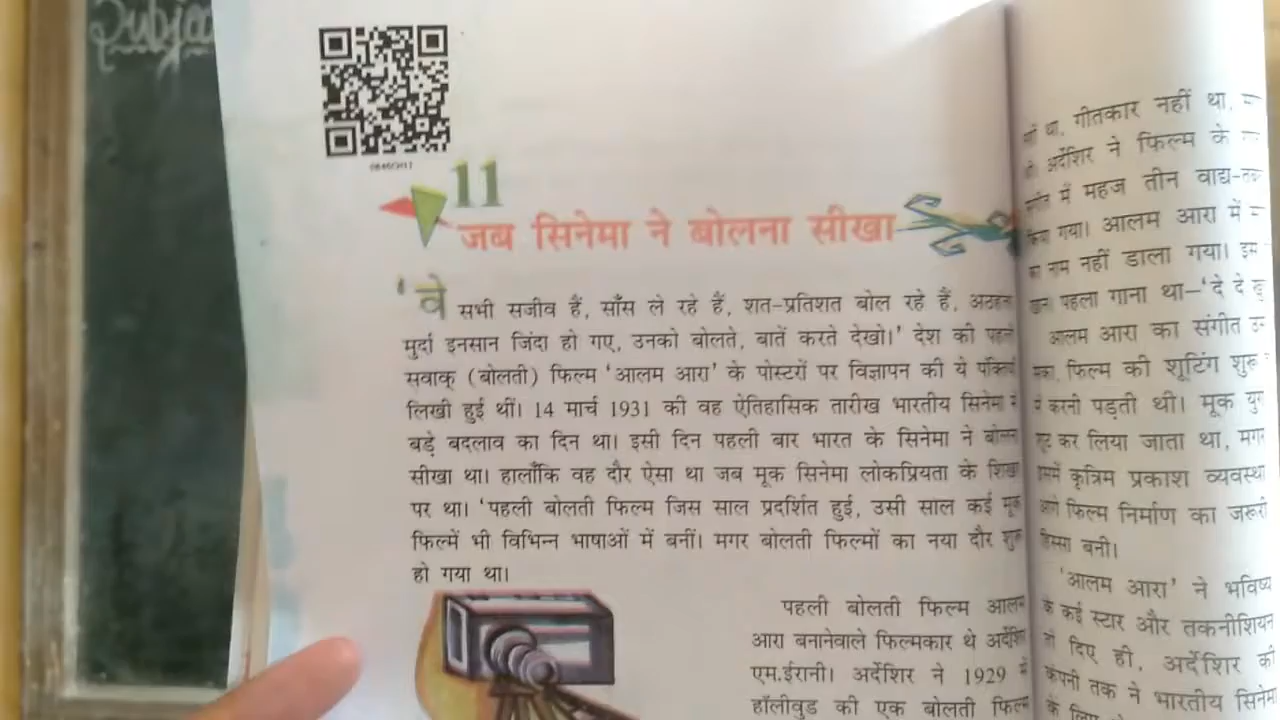 Subjec
0846CH11
11
जब सिनेमा ने बोलना सीखा
'वे सभी सजीव हैं, साँस ले रहे हैं, शत-प्रतिशत बोल रहे हैं,
मुर्दा इनसान जिंदा हो गए, उनको बोलते, बातें करते देखो।' देश की
सवाक् (बोलती) फिल्म 'आलम आरा' के पोस्टरों पर विज्ञापन की ये
लिखी हुई थीं। 14 मार्च 1931 की वह ऐतिहासिक तारीख भारतीय सिनेमा
बड़े बदलाव का दिन था। इसी दिन पहली बार भारत के सिनेमा ने
सीखा था। हालाँकि वह दौर ऐसा था जब मूक सिनेमा लोकप्रियता के
पर था। 'पहली बोलती फिल्म जिस साल प्रदर्शित हुई, उसी साल कई
फिल्में भी विभिन्न भाषाओं में बनीं। मगर बोलती फिल्मों का नया दौर
हो गया था।
पहली बोलती फिल्म आलम
आरा बनानेवाले फिल्मकार थे
एम.ईरानी। अर्देशिर ने 1929 में
हॉलीवुड की एक बोलती फिल्म
था, गीतकार नहीं था,
अर्देशिर ने फिल्म के
में महज तीन
गया। आलम आरा में
नाम नहीं डाला गया। इस
पहला गाना था—'दे दे
आलम आरा का संगीत
फिल्म की शूटिंग शुरू
करनी पड़ती थी। मूक
कर लिया जाता था, मगर
कृत्रिम प्रकाश व्यवस्था
फिल्म निर्माण का जरूरी
हिस्सा बनी।
'आलम आरा' ने भविष्य
के कई स्टार और तकनीशियन
दिए ही, अर्देशिर की
कंपनी तक ने भारतीय सिनेमा